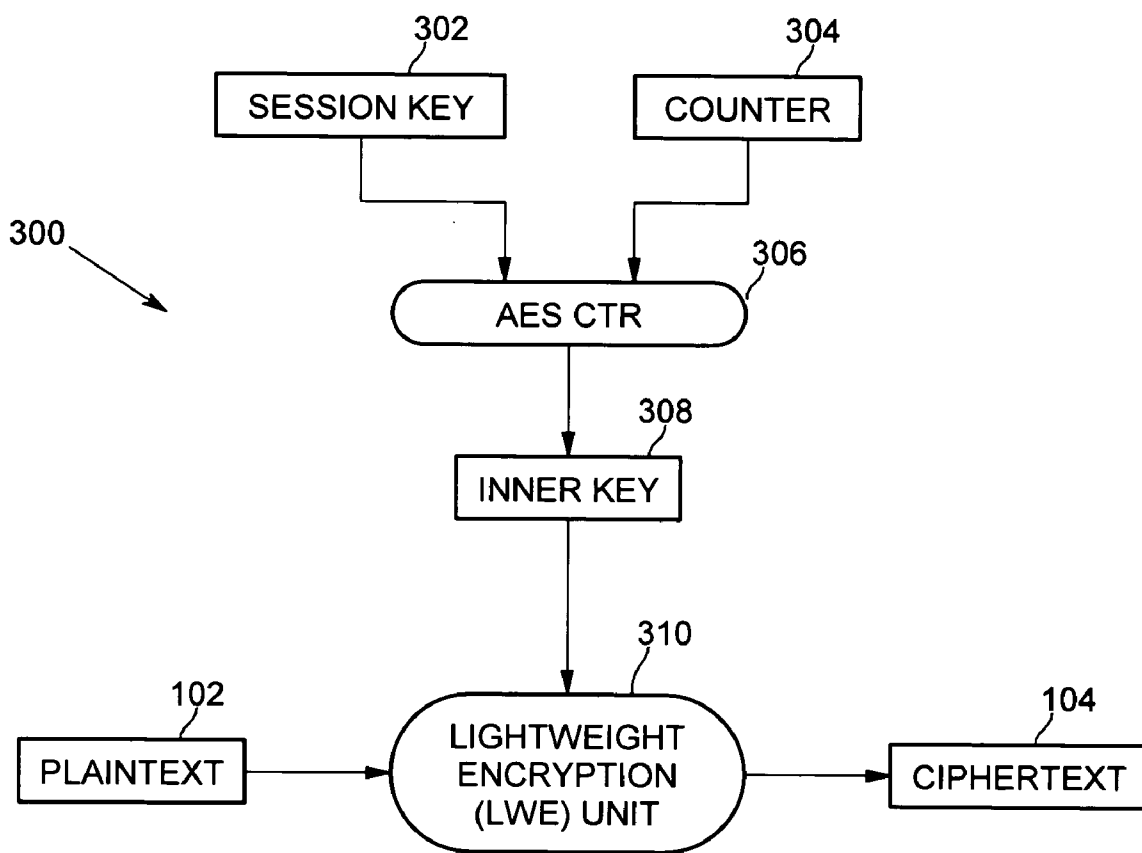 302
304
SESSION KEY
COUNTER
300
306
AES CTR
308
INNER KEY
310
102
104
PLAINTEXT
LIGHTWEIGHT
ENCRYPTION
(LWE) UNIT
CIPHERTEXT